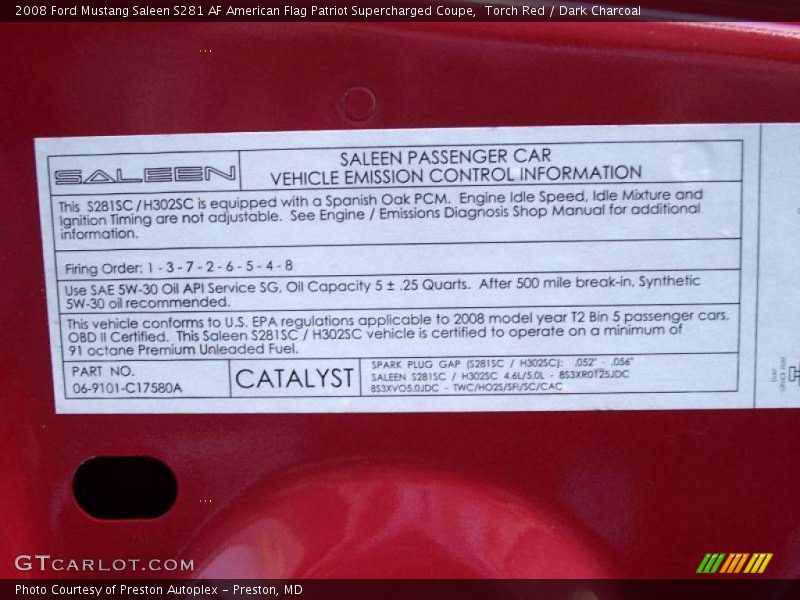 2008 Ford Mustang Saleen S281 AF American Flag Patriot Supercharged Coupe, Torch Red / Dark Charcoal
SALEEN
SALEEN PASSENGER CAR
VEHICLE EMISSION CONTROL INFORMATION
This S281SC / H302SC is equipped with a Spanish Oak PCM. Engine Idle Speed, Idle Mixture and
Ignition Timing are not adjustable. See Engine / Emissions Diagnosis Shop Manual for additional
information.
Firing Order: 1 - 3 - 7 - 2 - 6 - 5 - 4 - 8
Use SAE 5W-30 Oil API Service SG, Oil Capacity 5 ± .25 Quarts. After 500 mile break-in, Synthetic
5W-30 oil recommended.
This vehicle conforms to U.S. EPA regulations applicable to 2008 model year T2 Bin 5 passenger cars.
OBD II Certified. This Saleen S281SC / H302SC vehicle is certified to operate on a minimum of
91 octane Premium Unleaded Fuel.
PART NO.
06-9101-C17580A
CATALYST
SPARK PLUG GAP (S281SC / H302SC): .052" - .056"
SALEEN S281SC / H302SC 4.6L/5.0L - 8S3XR0125JDC
8S3XV05.0JDC - TWC/HO2S/SFI/SC/CAC
GTCARLOT.COM
Photo Courtesy of Preston Autoplex – Preston, MD